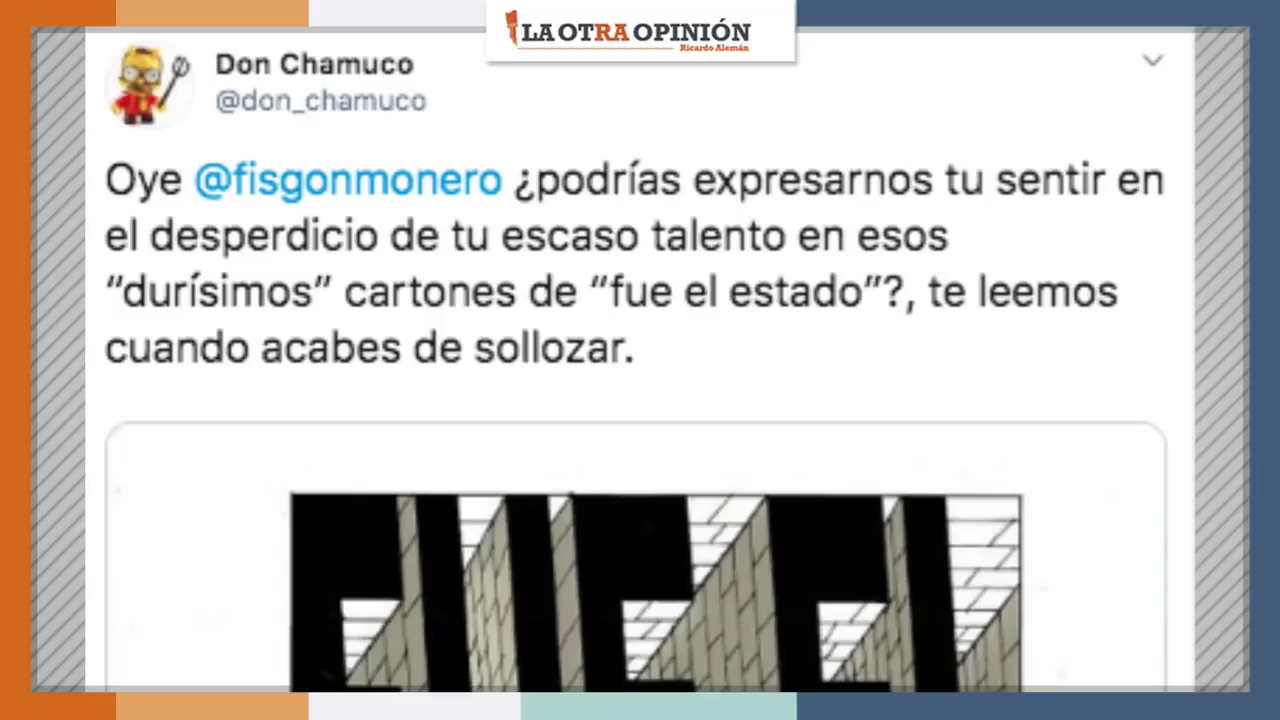 LA OTRA OPINIÓN
Ricardo Alemán
Don Chamuco
@don_chamuco
Oye @fisgonmonero ¿podrías expresarnos tu sentir en
el desperdicio de tu escaso talento en esos
“durísimos” cartones de “fue el estado”?, te leemos
cuando acabes de sollozar.